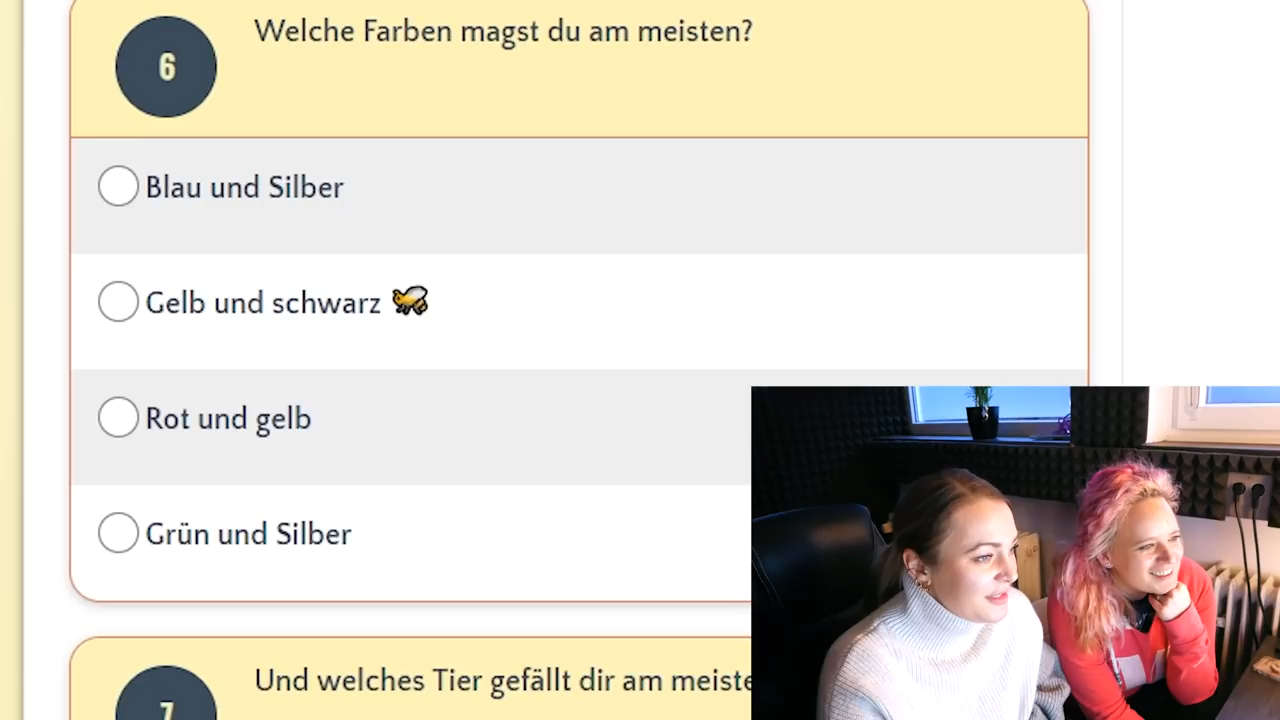 6
Welche Farben magst du am meisten?
Blau und Silber
Gelb und schwarz
Rot und gelb
Grün und Silber
7
Und welches Tier gefällt dir am meiste